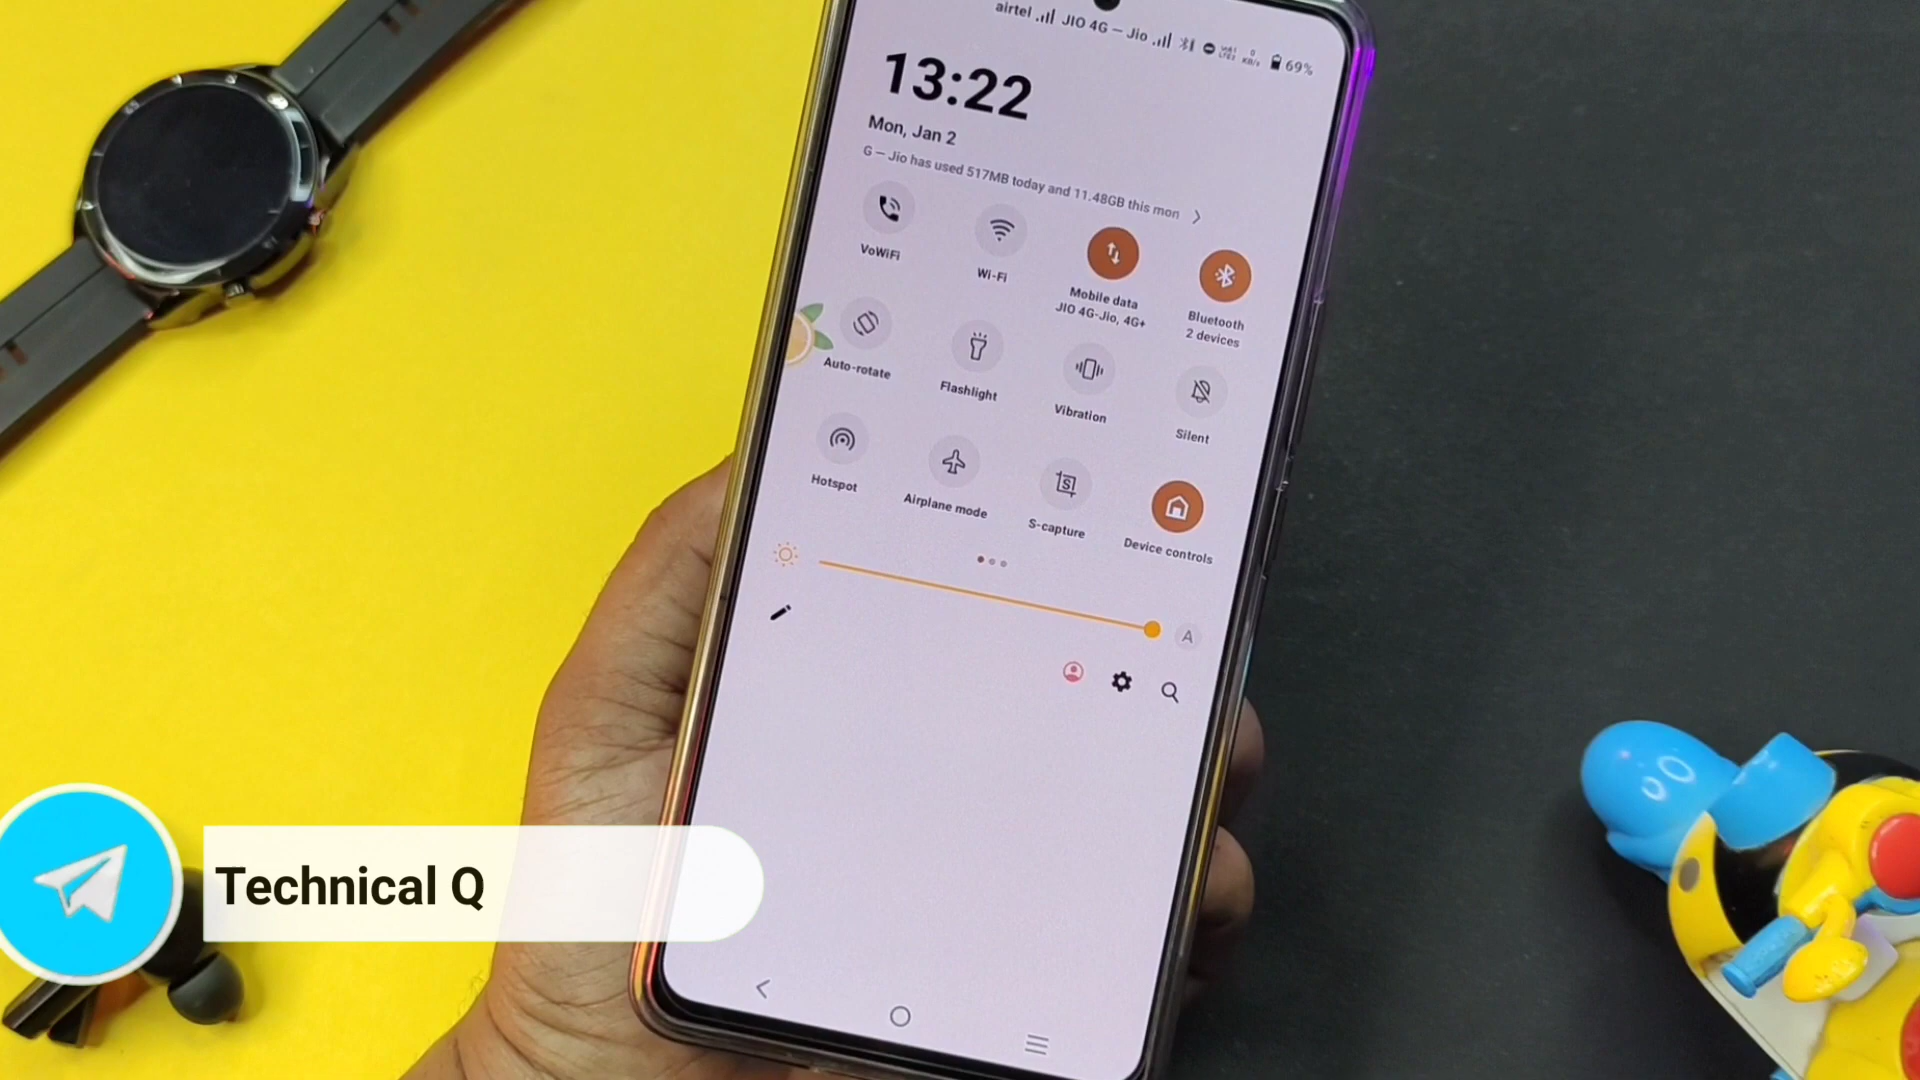 airtel JIO 4G — Jio 69%
13:22
Mon, Jan 2
G — Jio has used 517MB today and 11.48GB this mon
VoWiFi
Wi-Fi
Mobile data
JIO 4G-Jio, 4G+
Bluetooth
2 devices
Auto-rotate
Flashlight
Vibration
Silent
Hotspot
Airplane mode
S-capture
Device controls
A
Technical Q